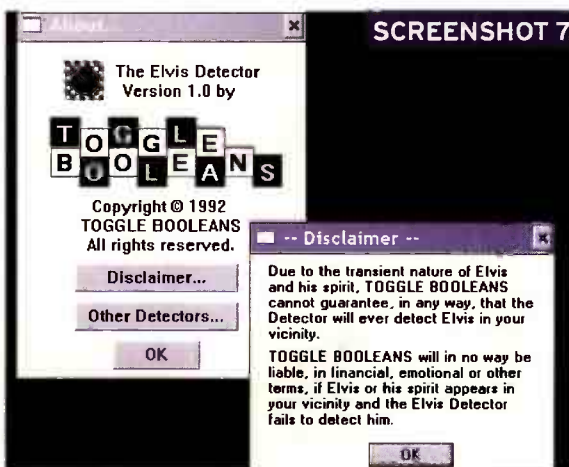 About...
SCREENSHOT 7
The Elvis Detector
Version 1.0 by
TOGGLE
BOOLEANS
Copyright © 1992
TOGGLE BOOLEANS
All rights reserved.
Disclaimer...
Other Detectors...
OK
-- Disclaimer --
Due to the transient nature of Elvis
and his spirit, TOGGLE BOOLEANS
cannot guarantee, in any way, that the
Detector will ever detect Elvis in your
vicinity.
TOGGLE BOOLEANS will in no way be
liable, in financial, emotional or other
terms, if Elvis or his spirit appears in
your vicinity and the Elvis Detector
fails to detect him.
OK